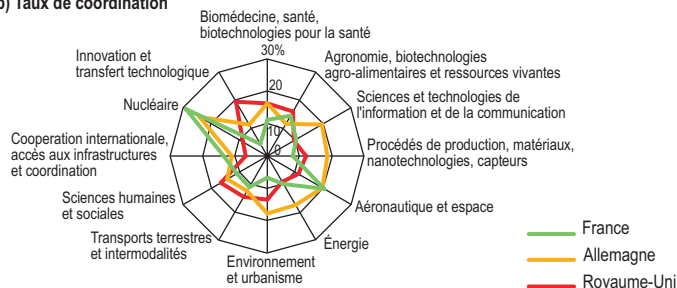 b) Taux de coordination
Biomédecine, santé,
biotechnologies pour la santé
30%
Innovation et
transfert technologique
Agronomie, biotechnologies
agro-alimentaires et ressources vivantes
20
Nucléaire
Sciences et technologies de
l'information et de la communication
10
0
Cooperation internationale,
accès aux infrastructures
et coordination
Procédés de production, matériaux,
nanotechnologies, capteurs
Sciences humaines
et sociales
Aéronautique et espace
Transports terrestres
et intermodalités
Énergie
Environnement
et urbanisme
France
Allemagne
Royaume-Uni